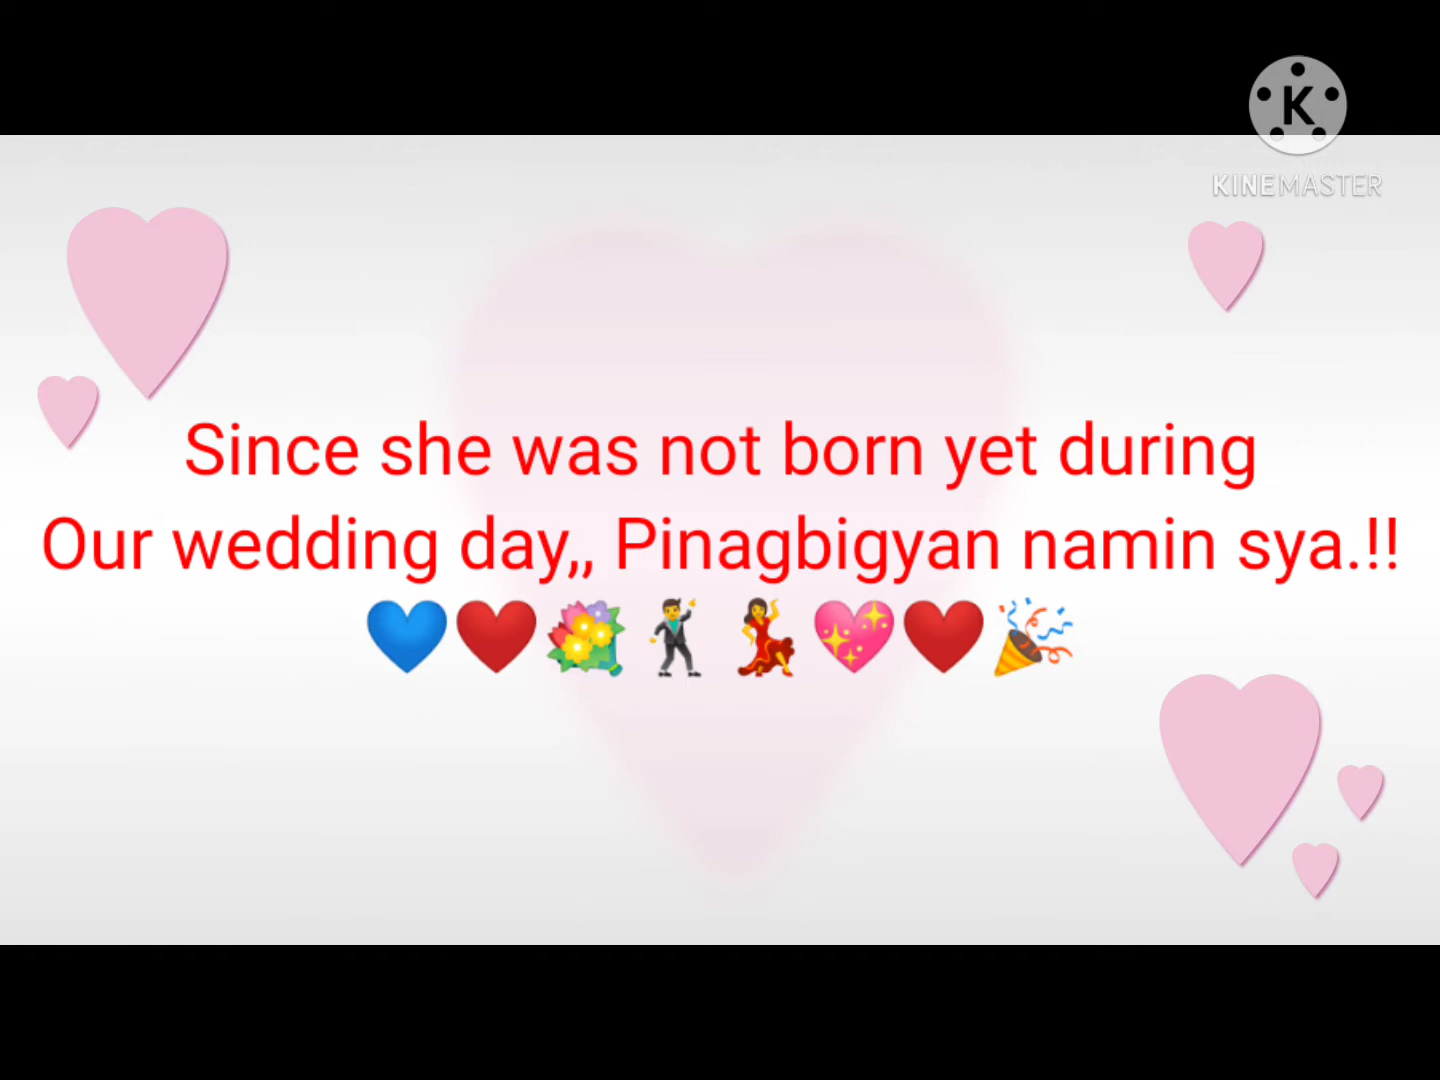 K
KINEMASTER
Since she was not born yet during
Our wedding day,, Pinagbigyan namin sya.!!
💙❤️💐🕺💃💖❤️🎉